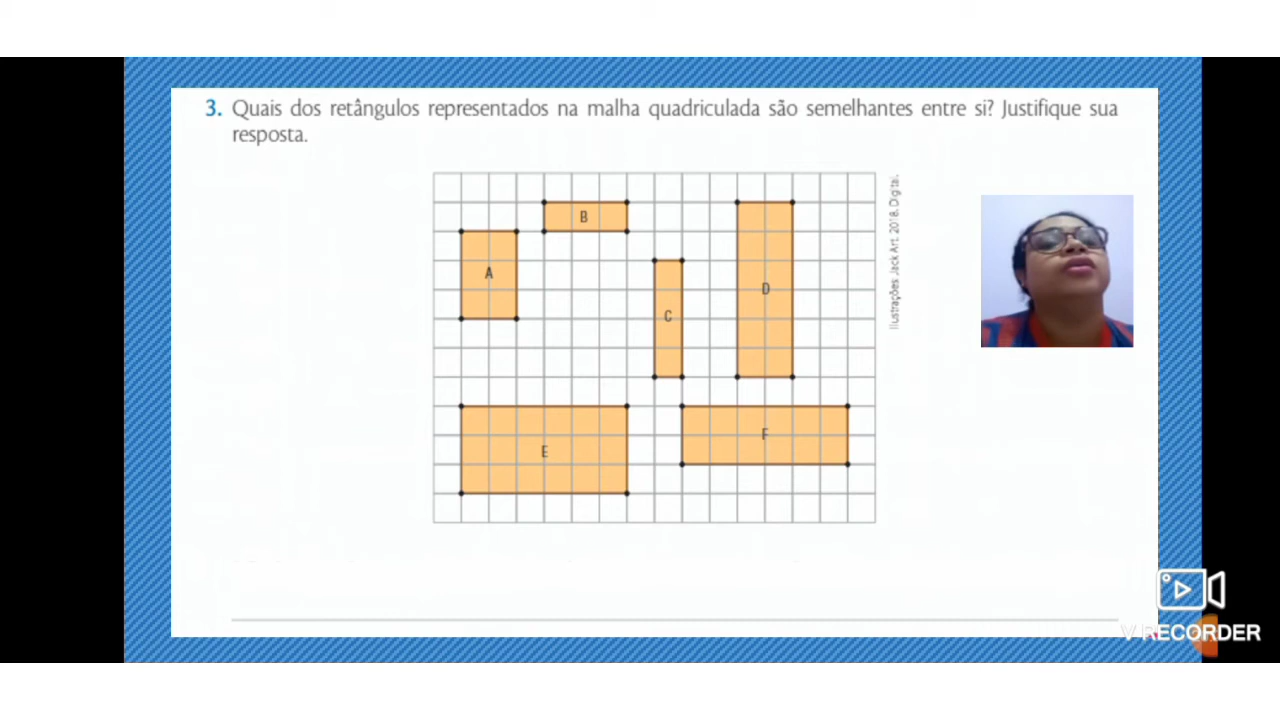 3. Quais dos retângulos representados na malha quadriculada são semelhantes entre si? Justifique sua
resposta.
B
A
D
C
F
E
Ilustrações Jack Art. 2018. Digital.
V RECORDER